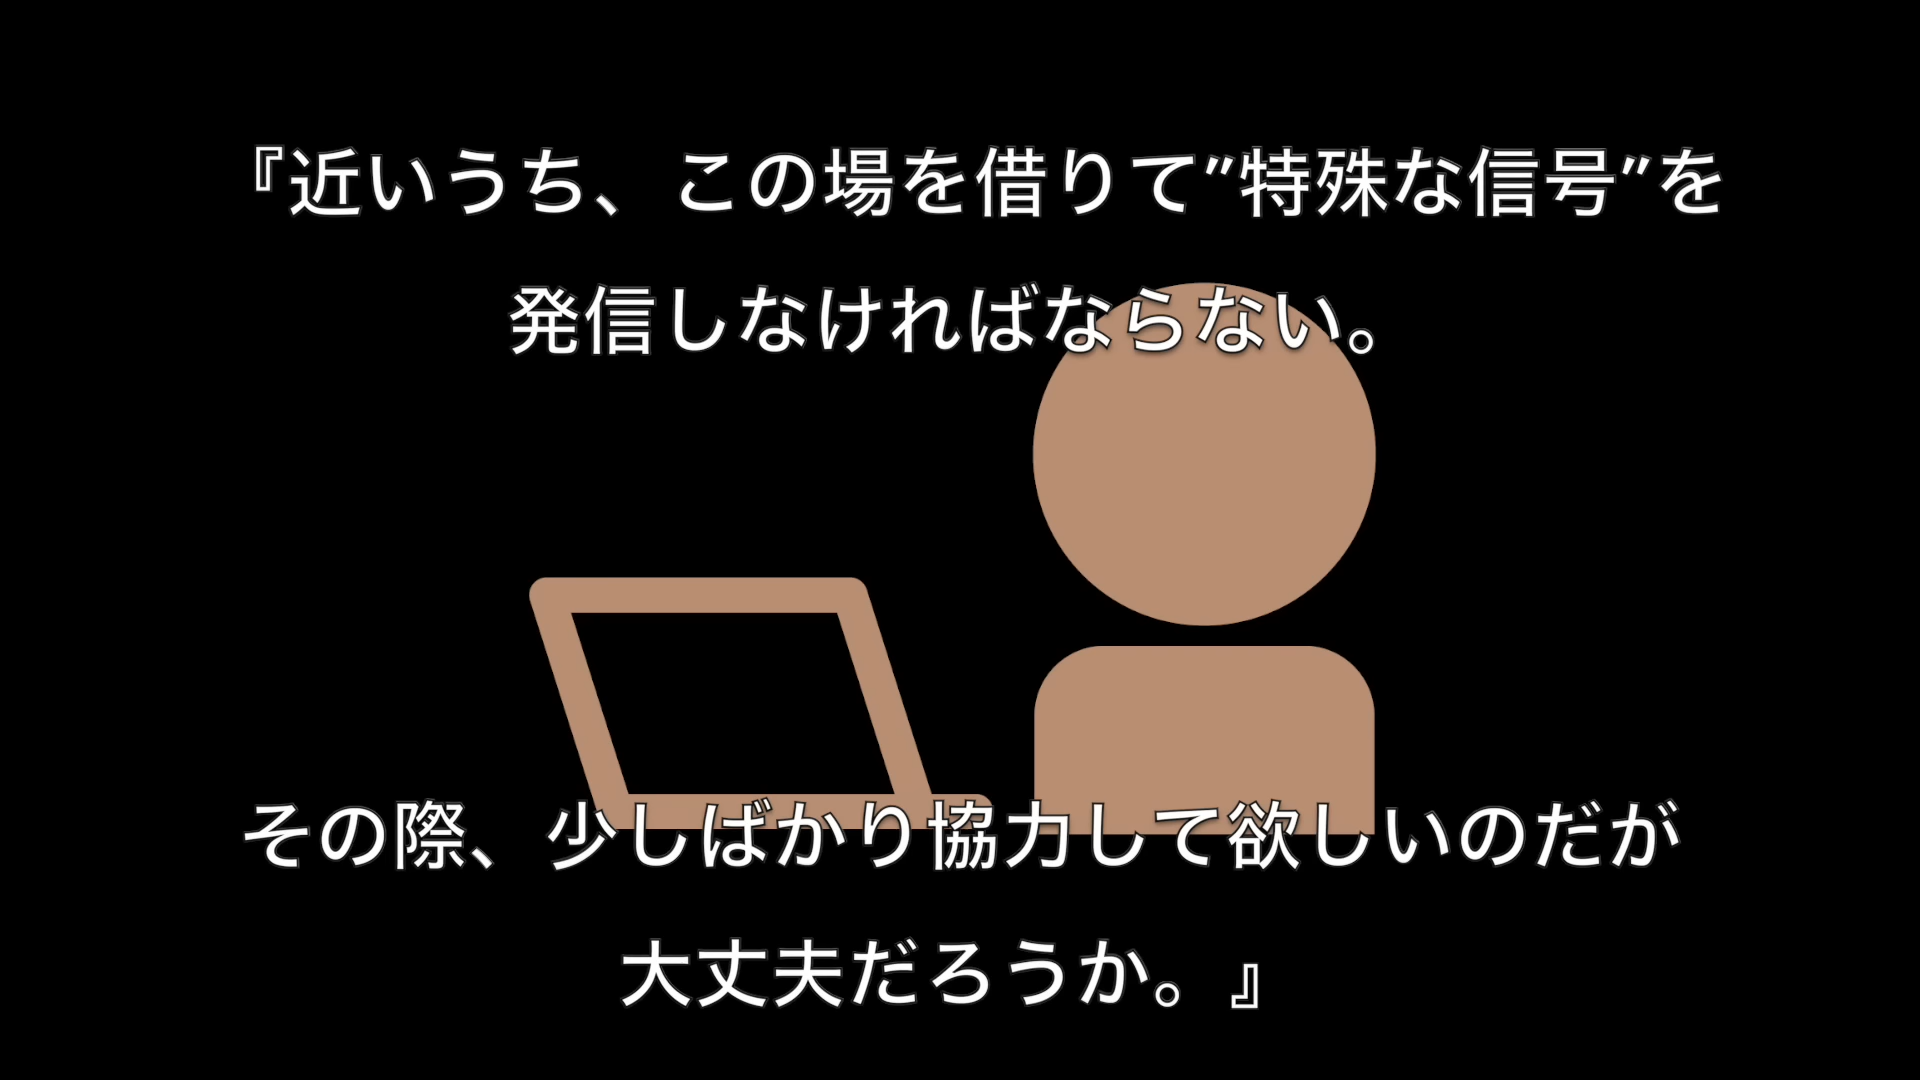 『近いうち、この場を借りて″特殊な信号″を
発信しなければならない。
その際、少しばかり協力して欲しいのだが
大丈夫だろうか。』